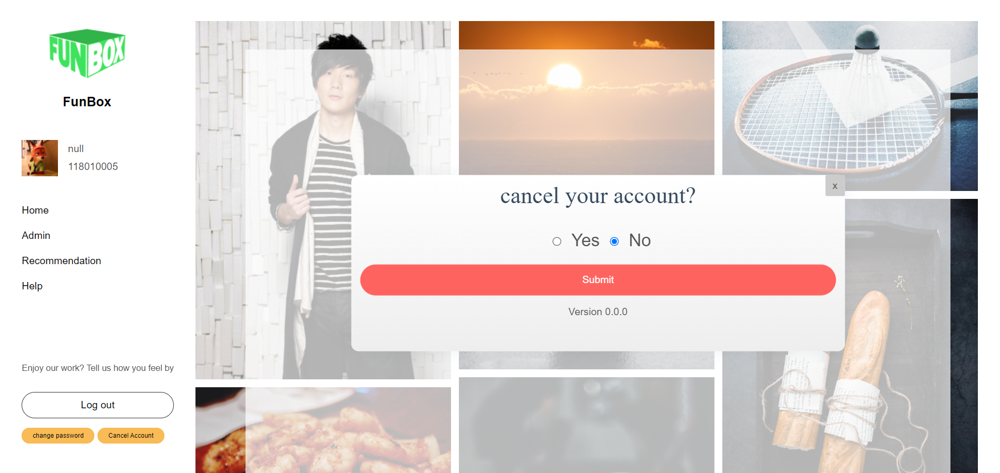 FUNBOX
FunBox
null
118010005
Home
Admin
Recommendation
Help
Enjoy our work? Tell us how you feel by
Log out
change password
Cancel Account
cancel your account?
x
Yes
No
Submit
Version 0.0.0